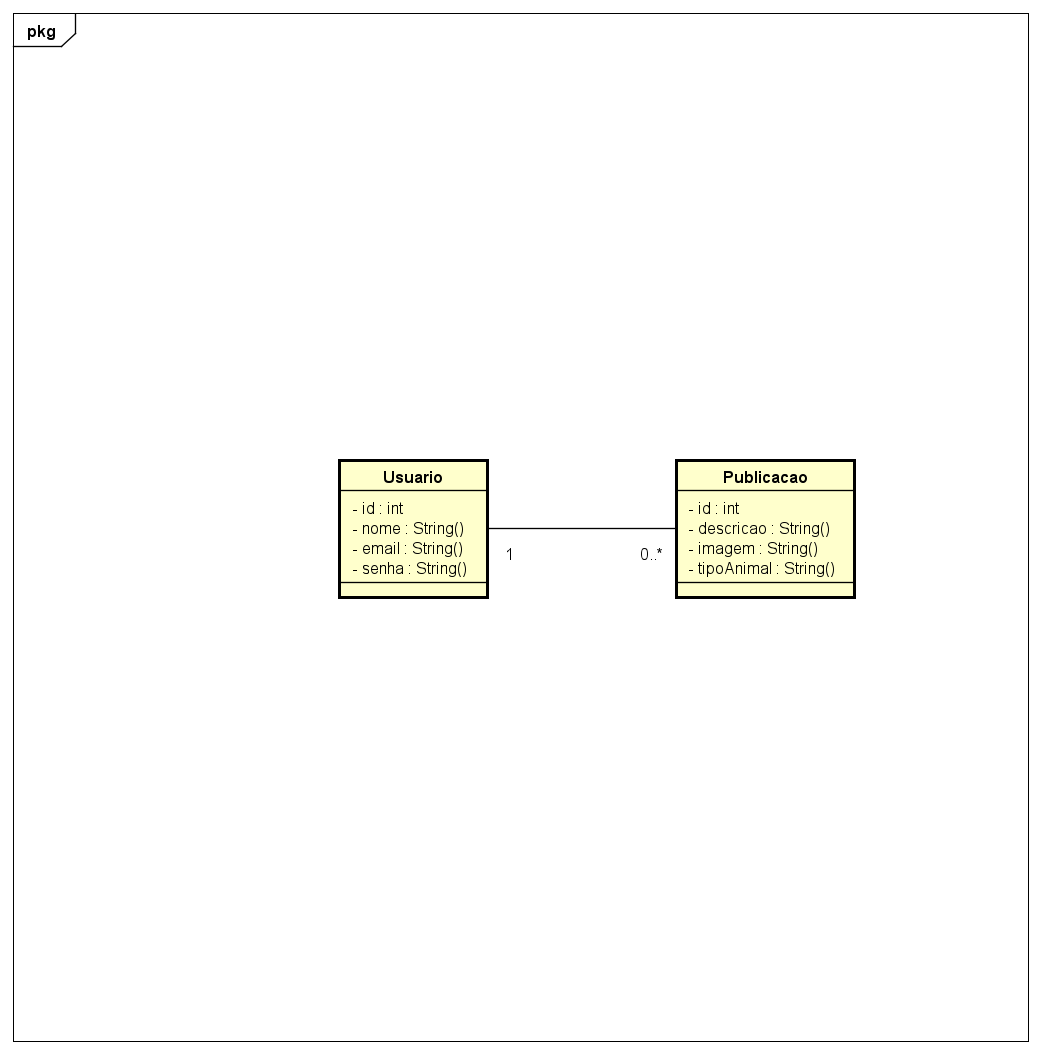 pkg
Usuario
- id : int
- nome : String()
- email : String()
- senha : String()
1
0..*
Publicacao
- id : int
- descricao : String()
- imagem : String()
- tipoAnimal : String()